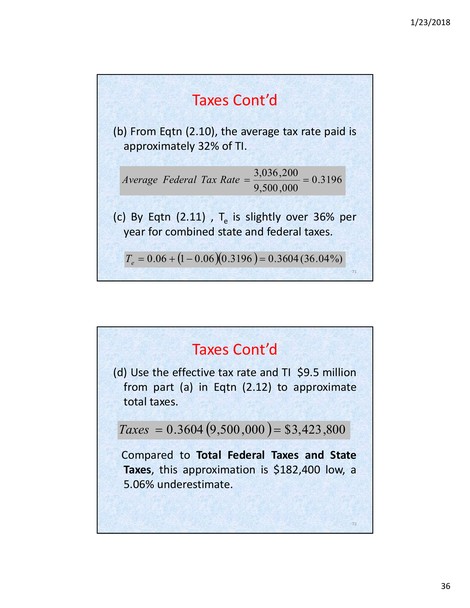 1/23/2018
Taxes Cont’d
(b) From Eqtn (2.10), the average tax rate paid is
approximately 32% of TI.
Average Federal Tax Rate = 3,036,200 / 9,500,000 = 0.3196
(c) By Eqtn (2.11) , Te is slightly over 36% per
year for combined state and federal taxes.
Te = 0.06 + (1 − 0.06)(0.3196) = 0.3604 (36.04%)
Taxes Cont’d
(d) Use the effective tax rate and TI $9.5 million
from part (a) in Eqtn (2.12) to approximate
total taxes.
Taxes = 0.3604 (9,500,000) = $3,423,800
Compared to Total Federal Taxes and State
Taxes, this approximation is $182,400 low, a
5.06% underestimate.
36